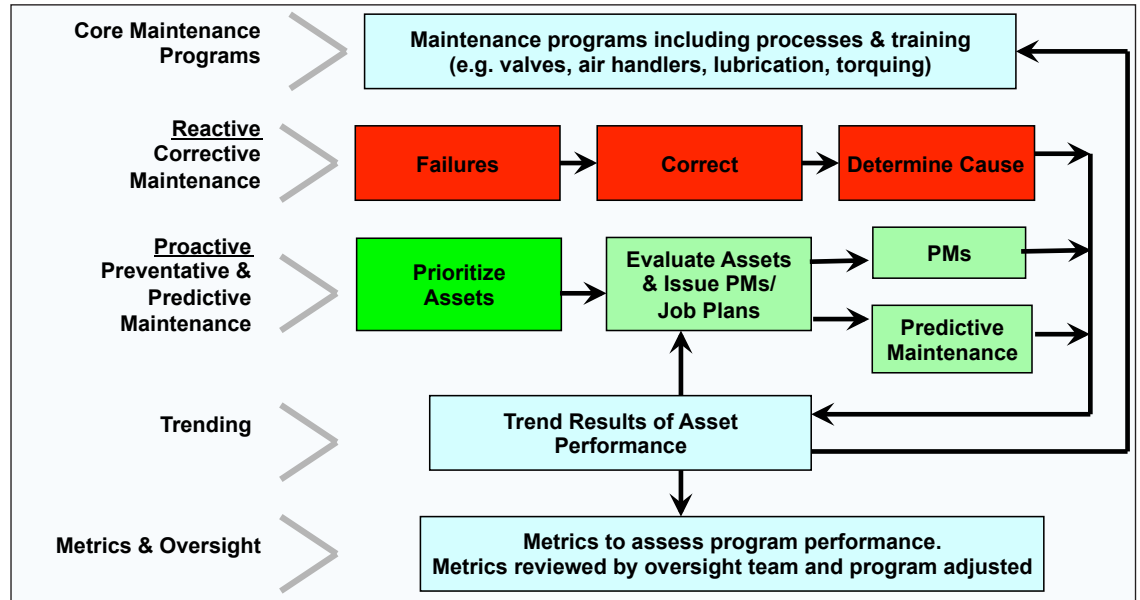 Core Maintenance
Programs
Maintenance programs including processes & training
(e.g. valves, air handlers, lubrication, torquing)
Reactive
Corrective
Maintenance
Failures
Correct
Determine Cause
Proactive
Preventative &
Predictive
Maintenance
Prioritize
Assets
Evaluate Assets
& Issue PMs/
Job Plans
PMs
Predictive
Maintenance
Trending
Trend Results of Asset
Performance
Metrics & Oversight
Metrics to assess program performance.
Metrics reviewed by oversight team and program adjusted